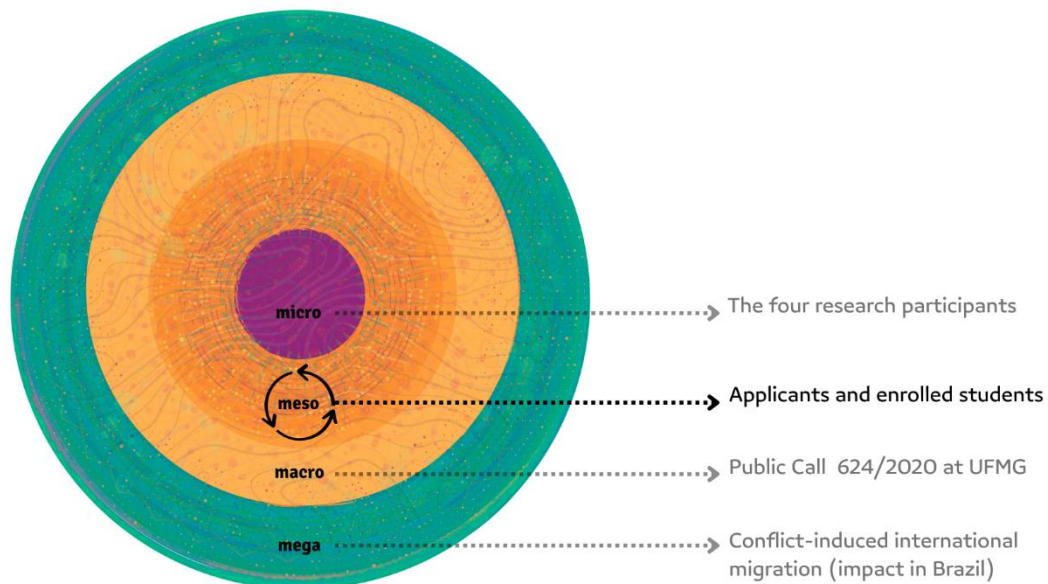 micro
The four research participants
meso
Applicants and enrolled students
macro
Public Call 624/2020 at UFMG
mega
Conflict-induced international
migration (impact in Brazil)